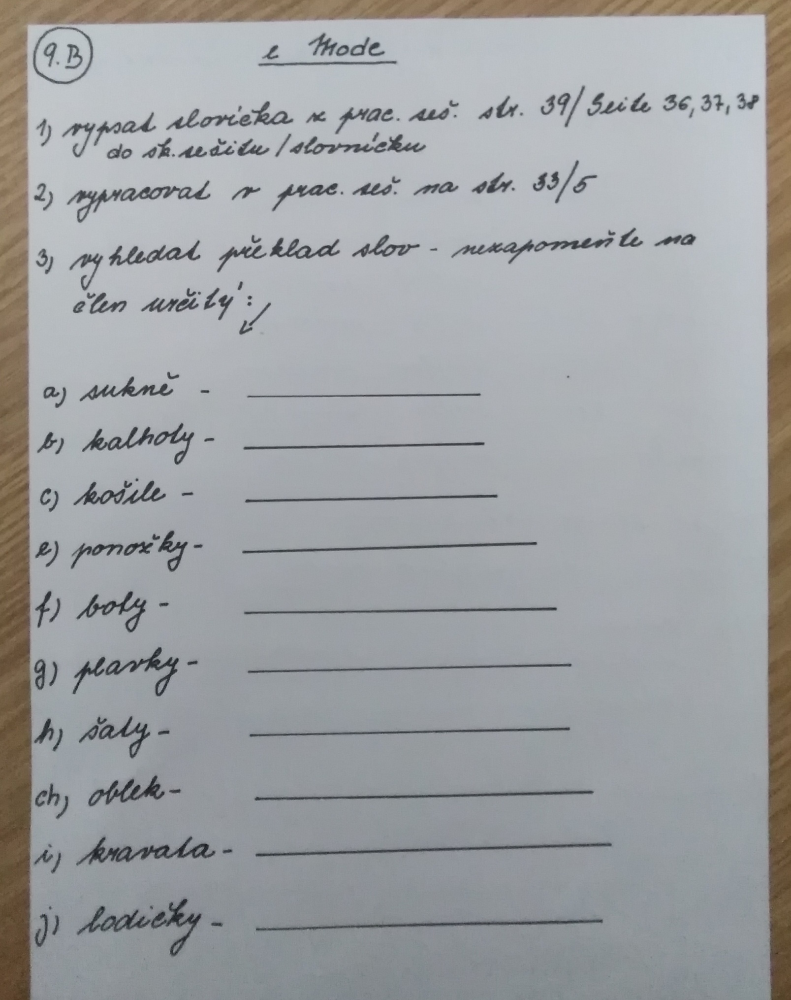 9.B
e Mode
1) vypsat slovíčka z prac. seš. str. 39/Seite 36, 37, 38
do šk. sešitu / slovníčku
2) vypracovat v prac. seš. na str. 33/5
3) vyhledat překlad slov - nezapomeňte na
člen určitý:
a) sukně -
b) kalhoty -
c) košile -
e) ponožky -
f) boty -
g) plavky -
h) šaty -
ch) oblek -
i) kravata -
j) lodičky -